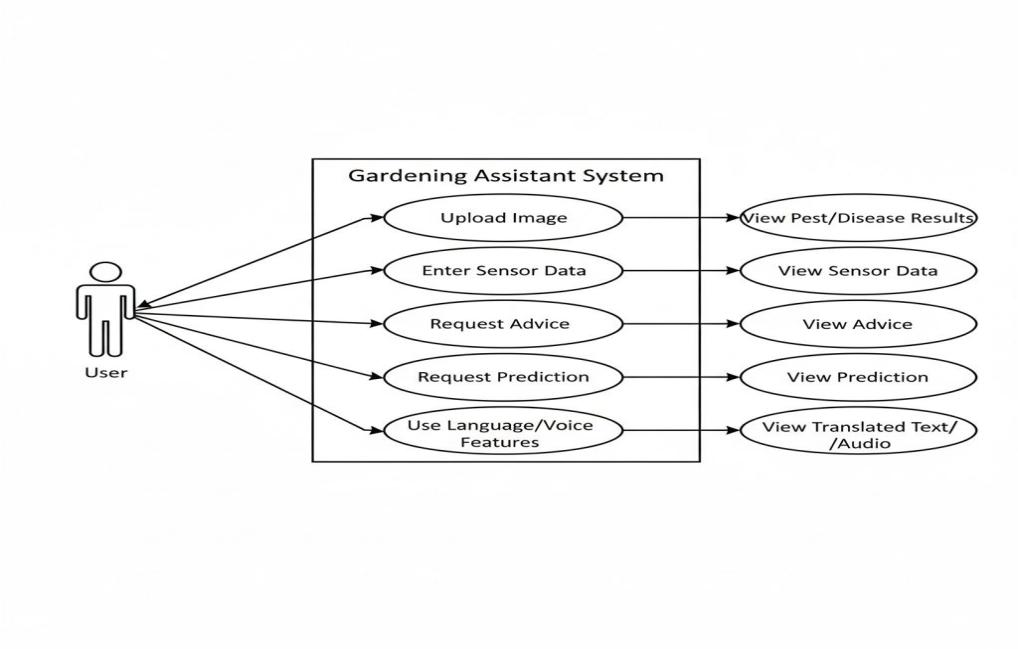 Gardening Assistant System
Upload Image
View Pest/Disease Results
Enter Sensor Data
View Sensor Data
Request Advice
View Advice
User
Request Prediction
View Prediction
Use Language/Voice
Features
View Translated Text/
/Audio